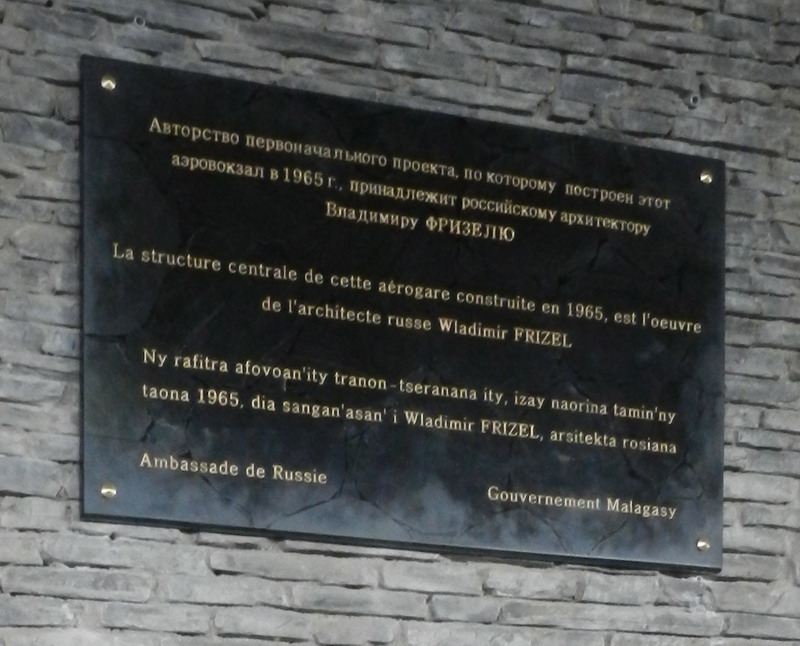 Авторство первоначального проекта, по которому построен этот
аэровокзал в 1965 г., принадлежит российскому архитектору
Владимиру ФРИЗЕЛЮ
La structure centrale de cette aérogare construite en 1965, est l'oeuvre
de l'architecte russe Wladimir FRIZEL
Ny rafitra afovoan'ity tranon-tseranana ity, izay naorina tamin'ny
taona 1965, dia sangan'asan' i Wladimir FRIZEL, arsitekta rosiana
Ambassade de Russie
Gouvernement Malagasy